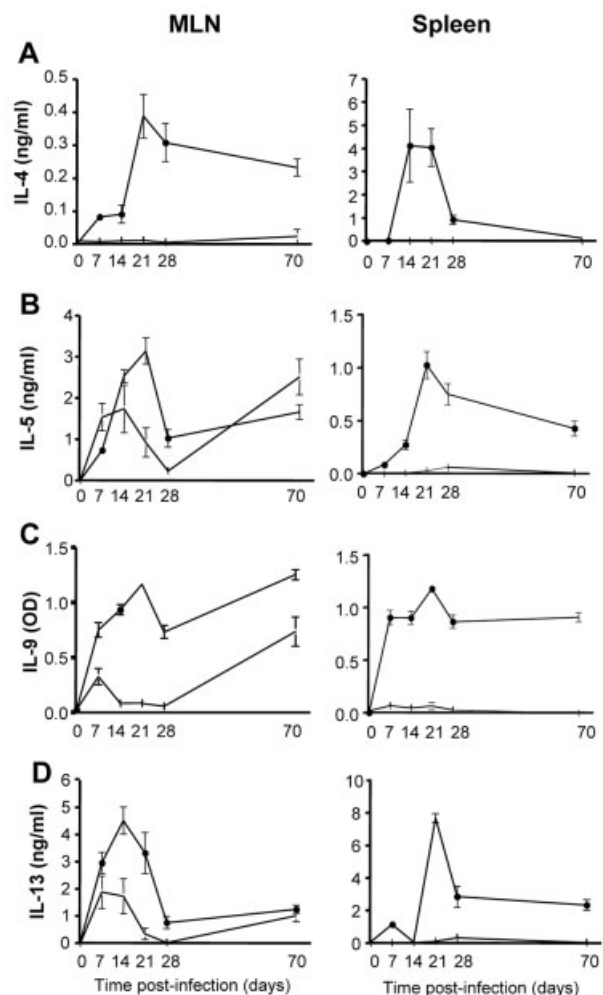 MLN Spleen
A
IL-4 (ng/ml)
0.5
0.4
0.3
0.2
0.1
0.0
0 7 14 21 28 70
7
6
5
4
3
2
1
0
0 7 14 21 28 70
B
IL-5 (ng/ml)
4
3
2
1
0
0 7 14 21 28 70
1.5
1.0
0.5
0.0
0 7 14 21 28 70
C
IL-9 (OD)
1.5
1.0
0.5
0.0
0 7 14 21 28 70
1.5
1.0
0.5
0.0
0 7 14 21 28 70
D
IL-13 (ng/ml)
6
5
4
3
2
1
0
0 7 14 21 28 70
Time post-infection (days)
10
8
6
4
2
0
0 7 14 21 28 70
Time post-infection (days)